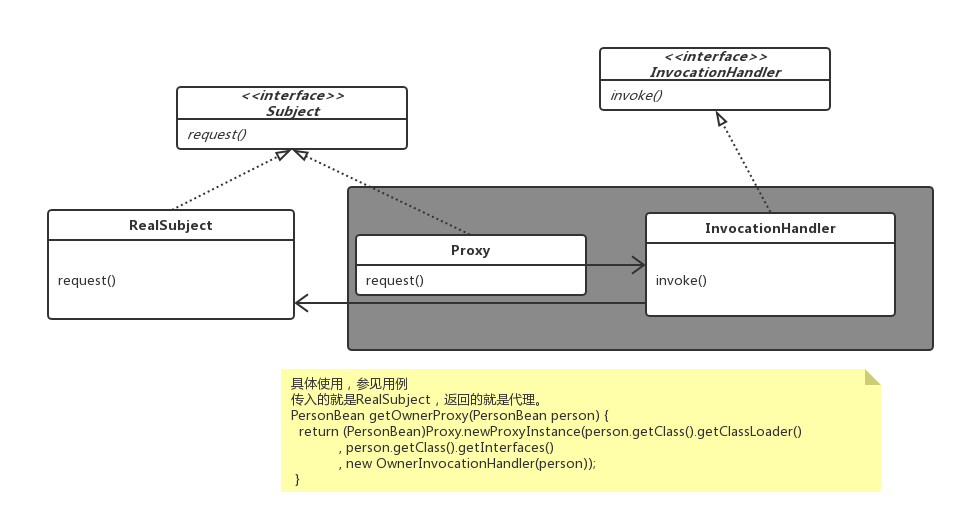 <<interface>>
InvocationHandler
invoke()
<<interface>>
Subject
request()
RealSubject
request()
Proxy
request()
InvocationHandler
invoke()
具体使用，参见用例
传入的就是RealSubject，返回的就是代理。
PersonBean getOwnerProxy(PersonBean person) {
return (PersonBean)Proxy.newProxyInstance(person.getClass().getClassLoader()
, person.getClass().getInterfaces()
, new OwnerInvocationHandler(person));
}